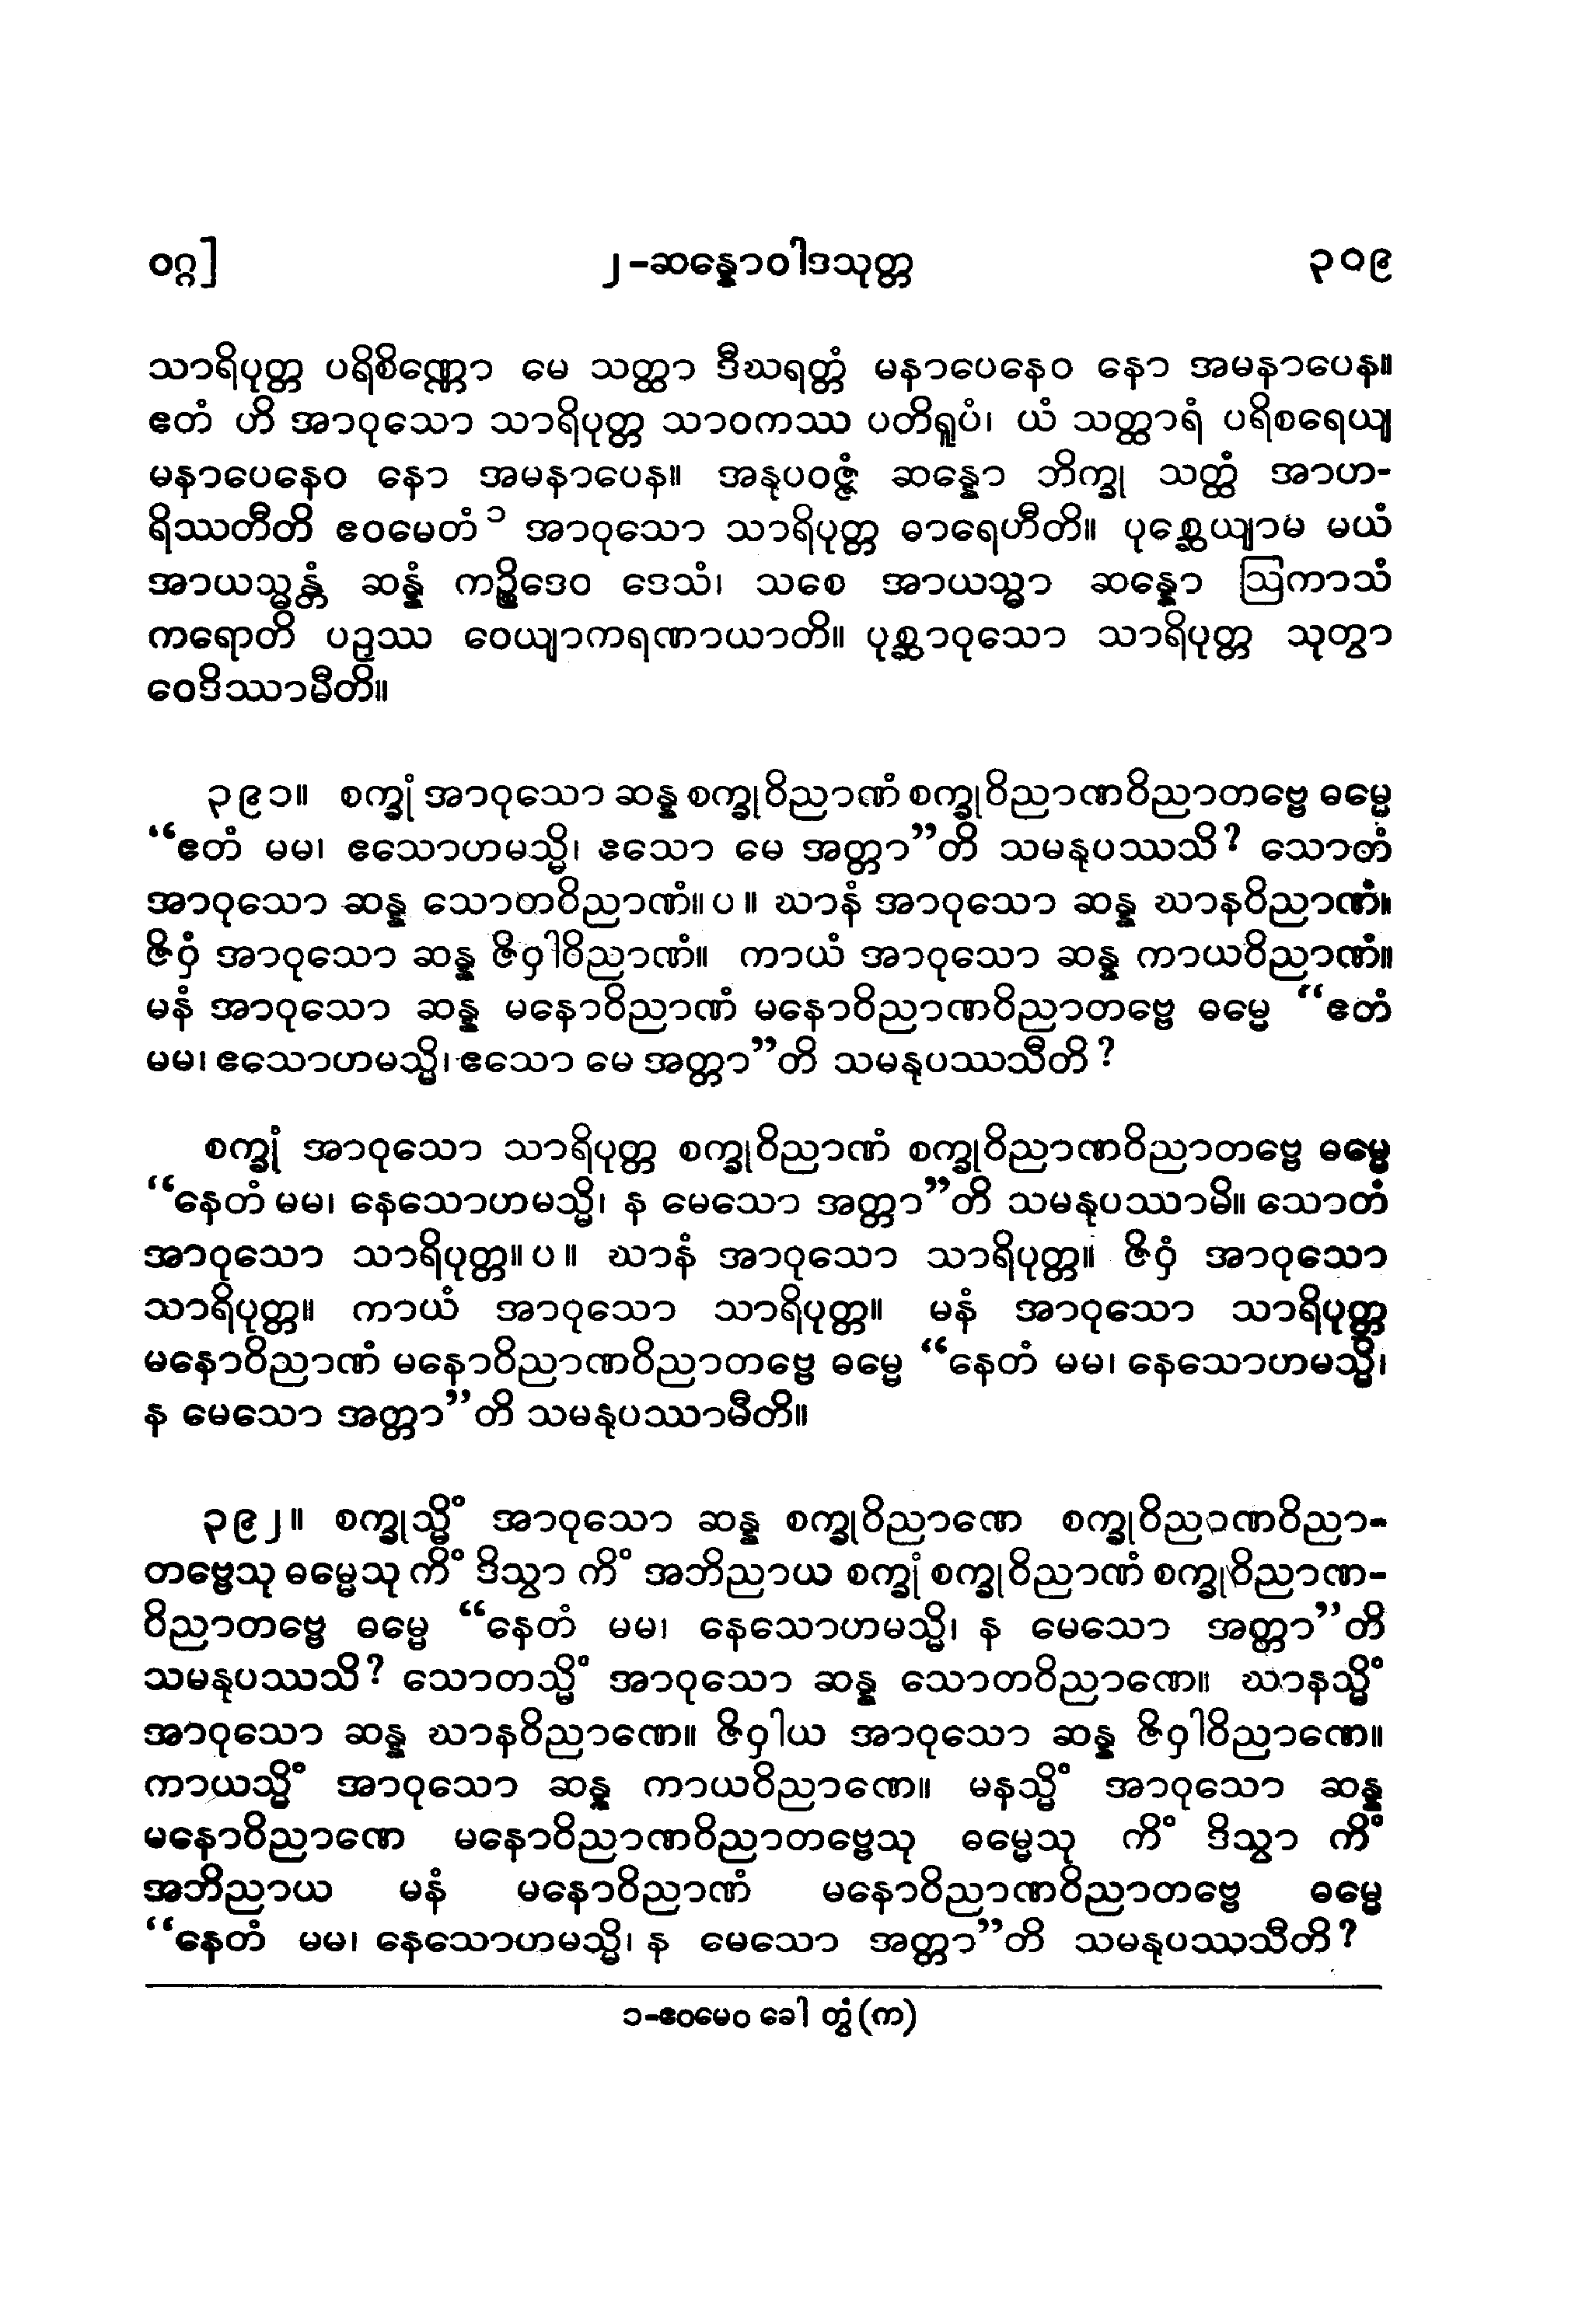 ဝဂ္ဂ]
၂-ဆန္နောဝါဒသုတ္တ
၃၀၉
သာရိပုတ္တ ပရိစိဏ္ဏော မေ သတ္ထာ ဒီဃရတ္တံ မနာပေနေဝ နော အမနာပေန။
ဧတံ ဟိ အာဝုသော သာရိပုတ္တ သာဝကဿ ပတိရူပံ၊ ယံ သတ္ထာရံ ပရိစရေယျ
မနာပေနေဝ နော အမနာပေန။ အနုပဝဇ္ဇံ ဆန္နော ဘိက္ခု သတ္ထံ အာဟ-
ရိဿတီတိ ဧဝမေတံ ၁ အာဝုသော သာရိပုတ္တ ဓာရေဟီတိ။ ပုစ္ဆေယျာမ မယံ
အာယသ္မန္တံ ဆန္နံ ကဉ္စိဒေဝ ဒေသံ၊ သစေ အာယသ္မာ ဆန္နော ဩကာသံ
ကရောတိ ပဉှဿ ဝေယျာကရဏာယာတိ။ ပုစ္ဆာဝုသော သာရိပုတ္တ သုတွာ
ဝေဒိဿာမီတိ။
၃၉၁။ စက္ခုံ အာဝုသော ဆန္န စက္ခုဝိညာဏံ စက္ခုဝိညာဏဝိညာတဗ္ဗေ ဓမ္မေ
“ဧတံ မမ၊ ဧသောဟမသ္မိ၊ ဧသော မေ အတ္တာ”တိ သမနုပဿသိ? သောတံ
အာဝုသော ဆန္န သောတဝိညာဏံ။ ပ ။ ဃာနံ အာဝုသော ဆန္န ဃာနဝိညာဏံ။
ဇိဝှံ အာဝုသော ဆန္န ဇိဝှါဝိညာဏံ။ ကာယံ အာဝုသော ဆန္န ကာယဝိညာဏံ။
မနံ အာဝုသော ဆန္န မနောဝိညာဏံ မနောဝိညာဏဝိညာတဗ္ဗေ ဓမ္မေ “ဧတံ
မမ၊ ဧသောဟမသ္မိ၊ ဧသော မေ အတ္တာ”တိ သမနုပဿသီတိ?
စက္ခုံ အာဝုသော သာရိပုတ္တ စက္ခုဝိညာဏံ စက္ခုဝိညာဏဝိညာတဗ္ဗေ ဓမ္မေ
“နေတံ မမ၊ နေသောဟမသ္မိ၊ န မေသော အတ္တာ”တိ သမနုပဿာမိ။ သောတံ
အာဝုသော သာရိပုတ္တ။ ပ ။ ဃာနံ အာဝုသော သာရိပုတ္တ။ ဇိဝှံ အာဝုသော
သာရိပုတ္တ။ ကာယံ အာဝုသော သာရိပုတ္တ။ မနံ အာဝုသော သာရိပုတ္တ
မနောဝိညာဏံ မနောဝိညာဏဝိညာတဗ္ဗေ ဓမ္မေ “နေတံ မမ၊ နေသောဟမသ္မိ၊
န မေသော အတ္တာ”တိ သမနုပဿာမီတိ။
၃၉၂။ စက္ခုသ္မိံ အာဝုသော ဆန္န စက္ခုဝိညာဏေ စက္ခုဝိညာဏဝိညာ-
တဗ္ဗေသု ဓမ္မေသု ကိံ ဒိသွာ ကိံ အဘိညာယ စက္ခုံ စက္ခုဝိညာဏံ စက္ခုဝိညာဏ-
ဝိညာတဗ္ဗေ ဓမ္မေ “နေတံ မမ၊ နေသောဟမသ္မိ၊ န မေသော အတ္တာ”တိ
သမနုပဿသိ? သောတသ္မိံ အာဝုသော ဆန္န သောတဝိညာဏေ။ ဃာနသ္မိံ
အာဝုသော ဆန္န ဃာနဝိညာဏေ။ ဇိဝှါယ အာဝုသော ဆန္န ဇိဝှါဝိညာဏေ။
ကာယသ္မိံ အာဝုသော ဆန္န ကာယဝိညာဏေ။ မနသ္မိံ အာဝုသော ဆန္န
မနောဝိညာဏေ မနောဝိညာဏဝိညာတဗ္ဗေသု ဓမ္မေသု ကိံ ဒိသွာ ကိံ
အဘိညာယ မနံ မနောဝိညာဏံ မနောဝိညာဏဝိညာတဗ္ဗေ ဓမ္မေ
“နေတံ မမ၊ နေသောဟမသ္မိ၊ န မေသော အတ္တာ”တိ သမနုပဿသီတိ?
၁-ဧဝမေဝ ခေါ တွံ (က)